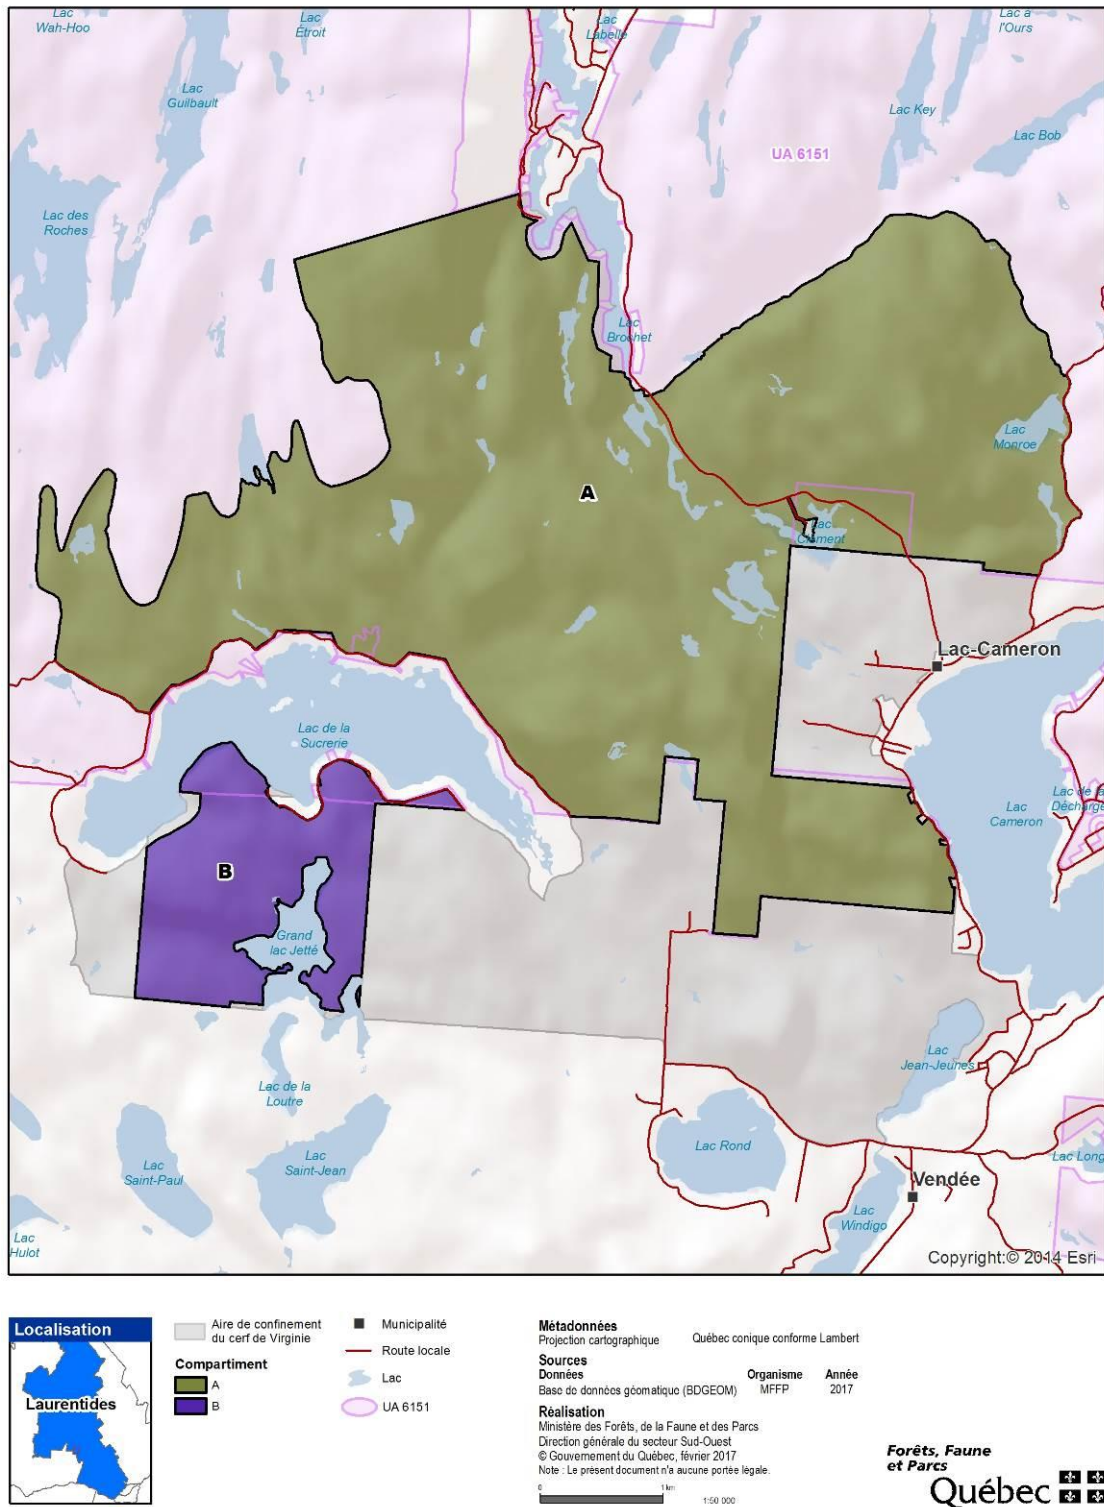 Lac
Wah-Hoo
Lac
Étroit
Lac
Labelle
Lac à
l'Ours
Lac
Guilbault
Lac Key
Lac Bob
UA 6151
Lac des
Roches
Lac
Brochet
Lac
Monroe
A
Lac
Clément
Lac-Cameron
Lac de la
Sucrerie
Lac
Cameron
Lac de la
Décharge
B
Grand
lac Jetté
Lac
Jean-Jeunes
Lac de la
Loutre
Lac Rond
Lac
Saint-Paul
Lac
Saint-Jean
Lac Long
Vendée
Lac
Windigo
Lac
Hulot
Copyright:© 2014 Esri
Localisation
Laurentides
Aire de confinement
du cerf de Virginie
Compartiment
A
B
Municipalité
Route locale
Lac
UA 6151
Métadonnées
Projection cartographique Québec conique conforme Lambert
Sources
Données Organisme Année
Base de données géomatique (BDGEOM) MFFP 2017
Réalisation
Ministère des Forêts, de la Faune et des Parcs
Direction générale du secteur Sud-Ouest
© Gouvernement du Québec, février 2017
Note : Le présent document n'a aucune portée légale.
0 1 km
1:50 000
Forêts, Faune
et Parcs
Québec